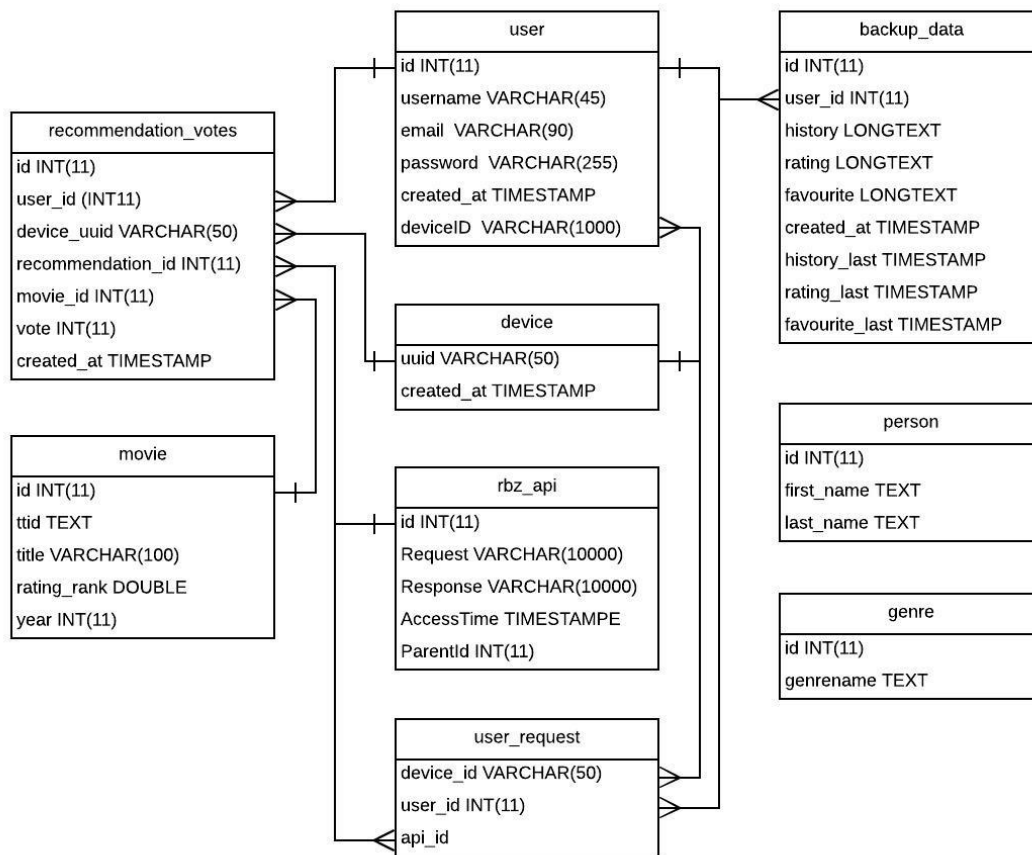 user
id INT(11)
username VARCHAR(45)
email VARCHAR(90)
password VARCHAR(255)
created_at TIMESTAMP
deviceID VARCHAR(1000)
backup_data
id INT(11)
user_id INT(11)
history LONGTEXT
rating LONGTEXT
favourite LONGTEXT
created_at TIMESTAMP
history_last TIMESTAMP
rating_last TIMESTAMP
favourite_last TIMESTAMP
recommendation_votes
id INT(11)
user_id (INT11)
device_uuid VARCHAR(50)
recommendation_id INT(11)
movie_id INT(11)
vote INT(11)
created_at TIMESTAMP
device
uuid VARCHAR(50)
created_at TIMESTAMP
person
id INT(11)
first_name TEXT
last_name TEXT
movie
id INT(11)
ttid TEXT
title VARCHAR(100)
rating_rank DOUBLE
year INT(11)
rbz_api
id INT(11)
Request VARCHAR(10000)
Response VARCHAR(10000)
AccessTime TIMESTAMPE
ParentId INT(11)
genre
id INT(11)
genrename TEXT
user_request
device_id VARCHAR(50)
user_id INT(11)
api_id